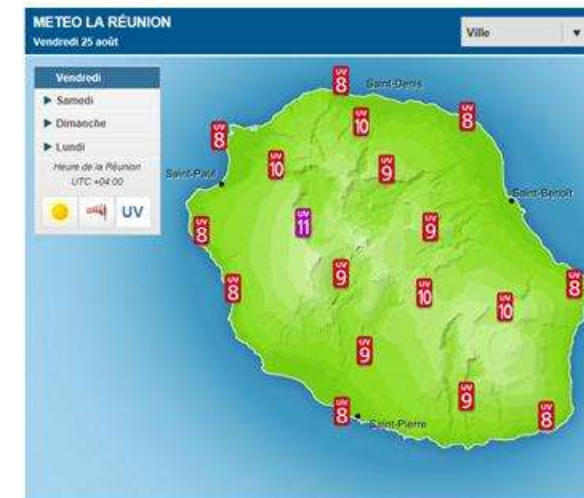 METEO LA RÉUNION
Vendredi 25 août
Ville
Vendredi
Samedi
Dimanche
Lundi
Heure de la Réunion
UTC +04:00
UV
UV 8
Saint-Denis
UV 10
UV 8
UV 8
UV 10
UV 9
Saint-Paul
Saint-Benoît
UV 11
UV 8
UV 9
UV 9
UV 8
UV 10
UV 8
UV 10
UV 9
UV 9
UV 8
Saint-Pierre
UV 8